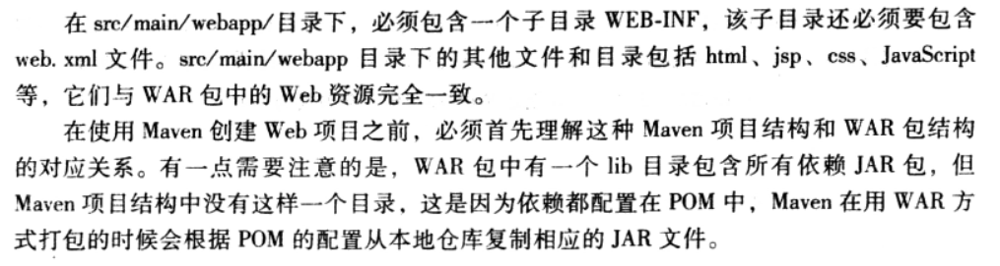 在 src/main/webapp/目录下，必须包含一个子目录 WEB-INF，该子目录还必须要包含
web. xml 文件。src/main/webapp 目录下的其他文件和目录包括 html、jsp、css、JavaScript
等，它们与 WAR 包中的 Web 资源完全一致。
在使用 Maven 创建 Web 项目之前，必须首先理解这种 Maven 项目结构和 WAR 包结构
的对应关系。有一点需要注意的是，WAR 包中有一个 lib 目录包含所有依赖 JAR 包，但
Maven 项目结构中没有这样一个目录，这是因为依赖都配置在 POM 中，Maven 在用 WAR 方
式打包的时候会根据 POM 的配置从本地仓库复制相应的 JAR 文件。